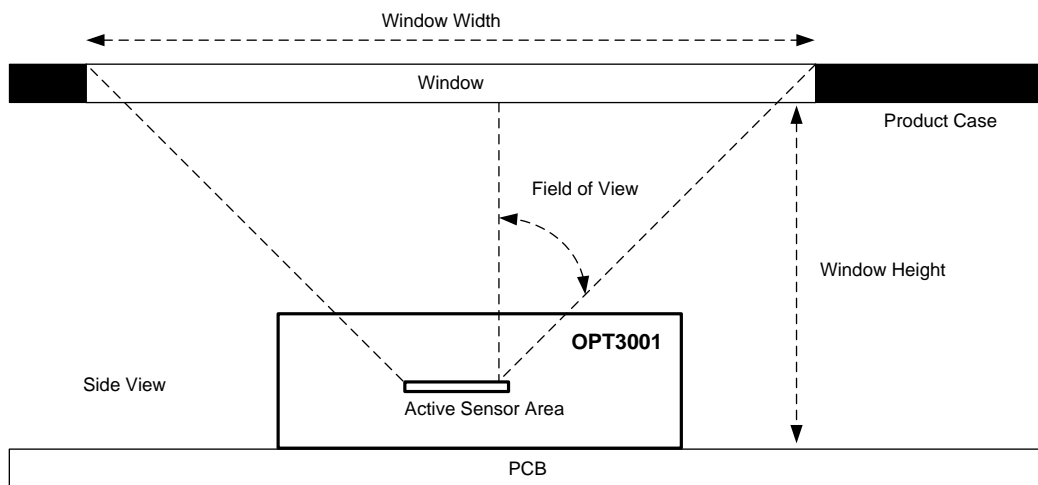 Window Width
Window
Product Case
Field of View
Window Height
OPT3001
Side View
Active Sensor Area
PCB